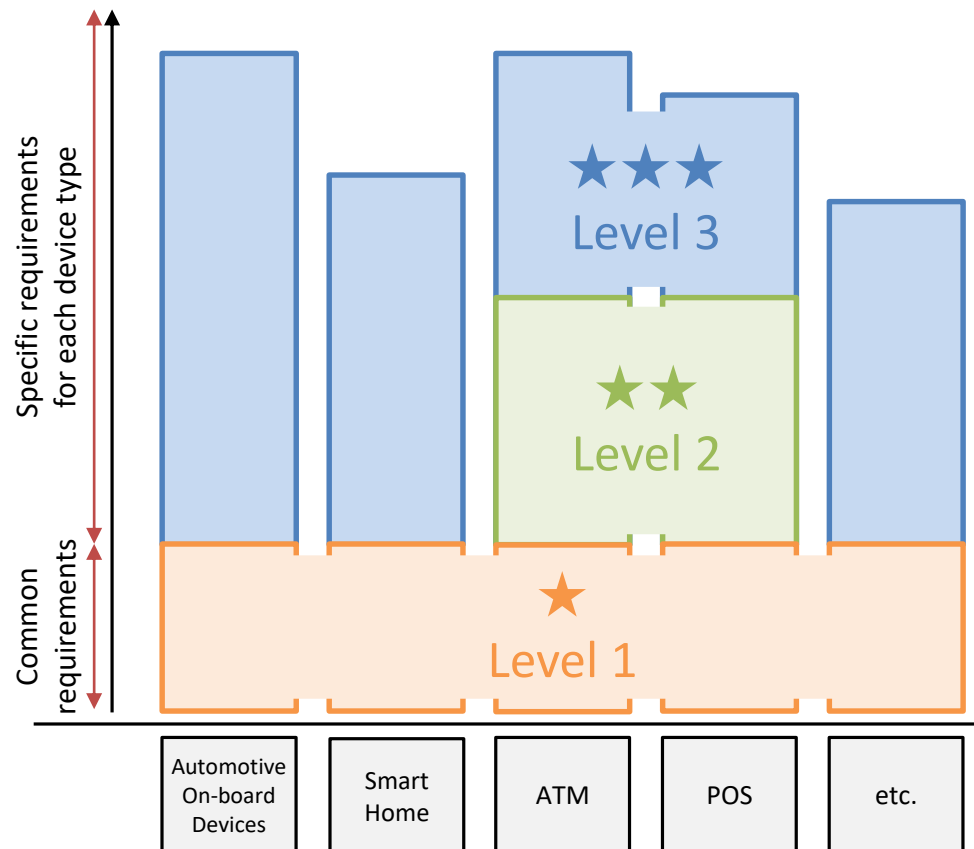 Specific requirements
for each device type
Common
requirements
Level 3
Level 2
Level 1
Automotive
On-board
Devices
Smart
Home
ATM
POS
etc.